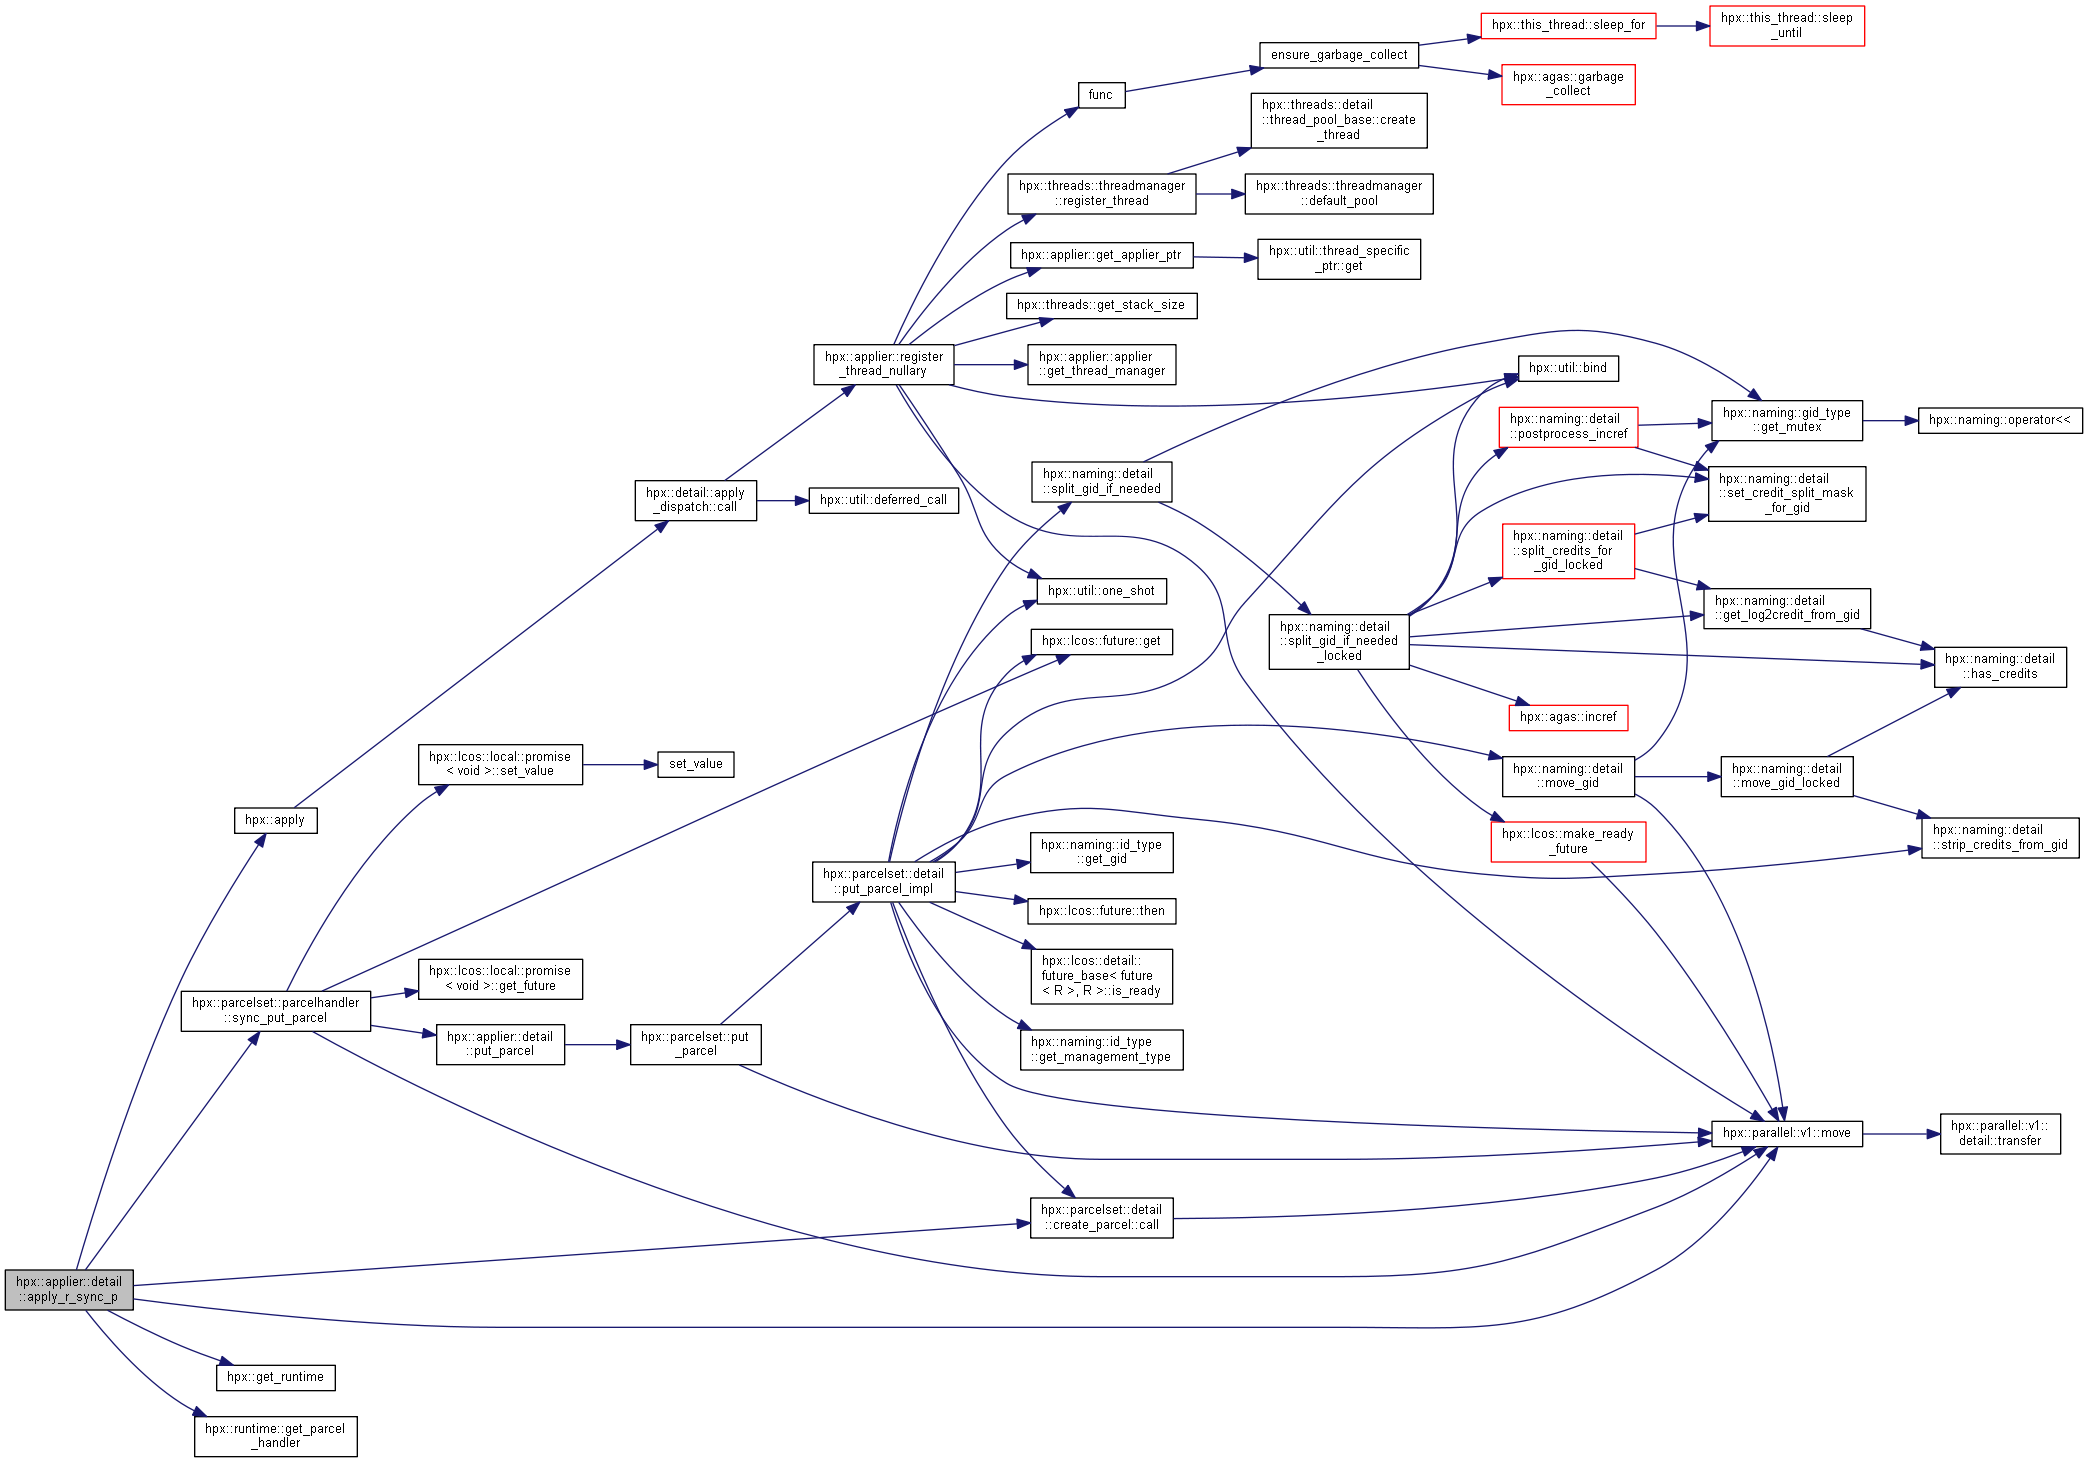 hpx::this_thread::sleep_for
hpx::this_thread::sleep
_until
ensure_garbage_collect
hpx::agas::garbage
_collect
func
hpx::threads::detail
::thread_pool_base::create
_thread
hpx::threads::threadmanager
::register_thread
hpx::threads::threadmanager
::default_pool
hpx::applier::get_applier_ptr
hpx::util::thread_specific
_ptr::get
hpx::threads::get_stack_size
hpx::applier::register
_thread_nullary
hpx::applier::applier
::get_thread_manager
hpx::util::bind
hpx::naming::detail
::postprocess_incref
hpx::naming::gid_type
::get_mutex
hpx::naming::operator<<
hpx::naming::detail
::split_gid_if_needed
hpx::naming::detail
::set_credit_split_mask
_for_gid
hpx::detail::apply
_dispatch::call
hpx::util::deferred_call
hpx::naming::detail
::split_credits_for
_gid_locked
hpx::util::one_shot
hpx::naming::detail
::get_log2credit_from_gid
hpx::lcos::future::get
hpx::naming::detail
::split_gid_if_needed
_locked
hpx::naming::detail
::has_credits
hpx::agas::incref
hpx::lcos::local::promise
< void >::set_value
set_value
hpx::naming::detail
::move_gid
hpx::naming::detail
::move_gid_locked
hpx::apply
hpx::lcos::make_ready
_future
hpx::naming::detail
::strip_credits_from_gid
hpx::naming::id_type
::get_gid
hpx::parcelset::detail
::put_parcel_impl
hpx::lcos::future::then
hpx::lcos::detail::
future_base< future
< R >, R >::is_ready
hpx::lcos::local::promise
< void >::get_future
hpx::parcelset::parcelhandler
::sync_put_parcel
hpx::applier::detail
::put_parcel
hpx::parcelset::put
_parcel
hpx::naming::id_type
::get_management_type
hpx::parallel::v1::move
hpx::parallel::v1::
detail::transfer
hpx::parcelset::detail
::create_parcel::call
hpx::applier::detail
::apply_r_sync_p
hpx::get_runtime
hpx::runtime::get_parcel
_handler